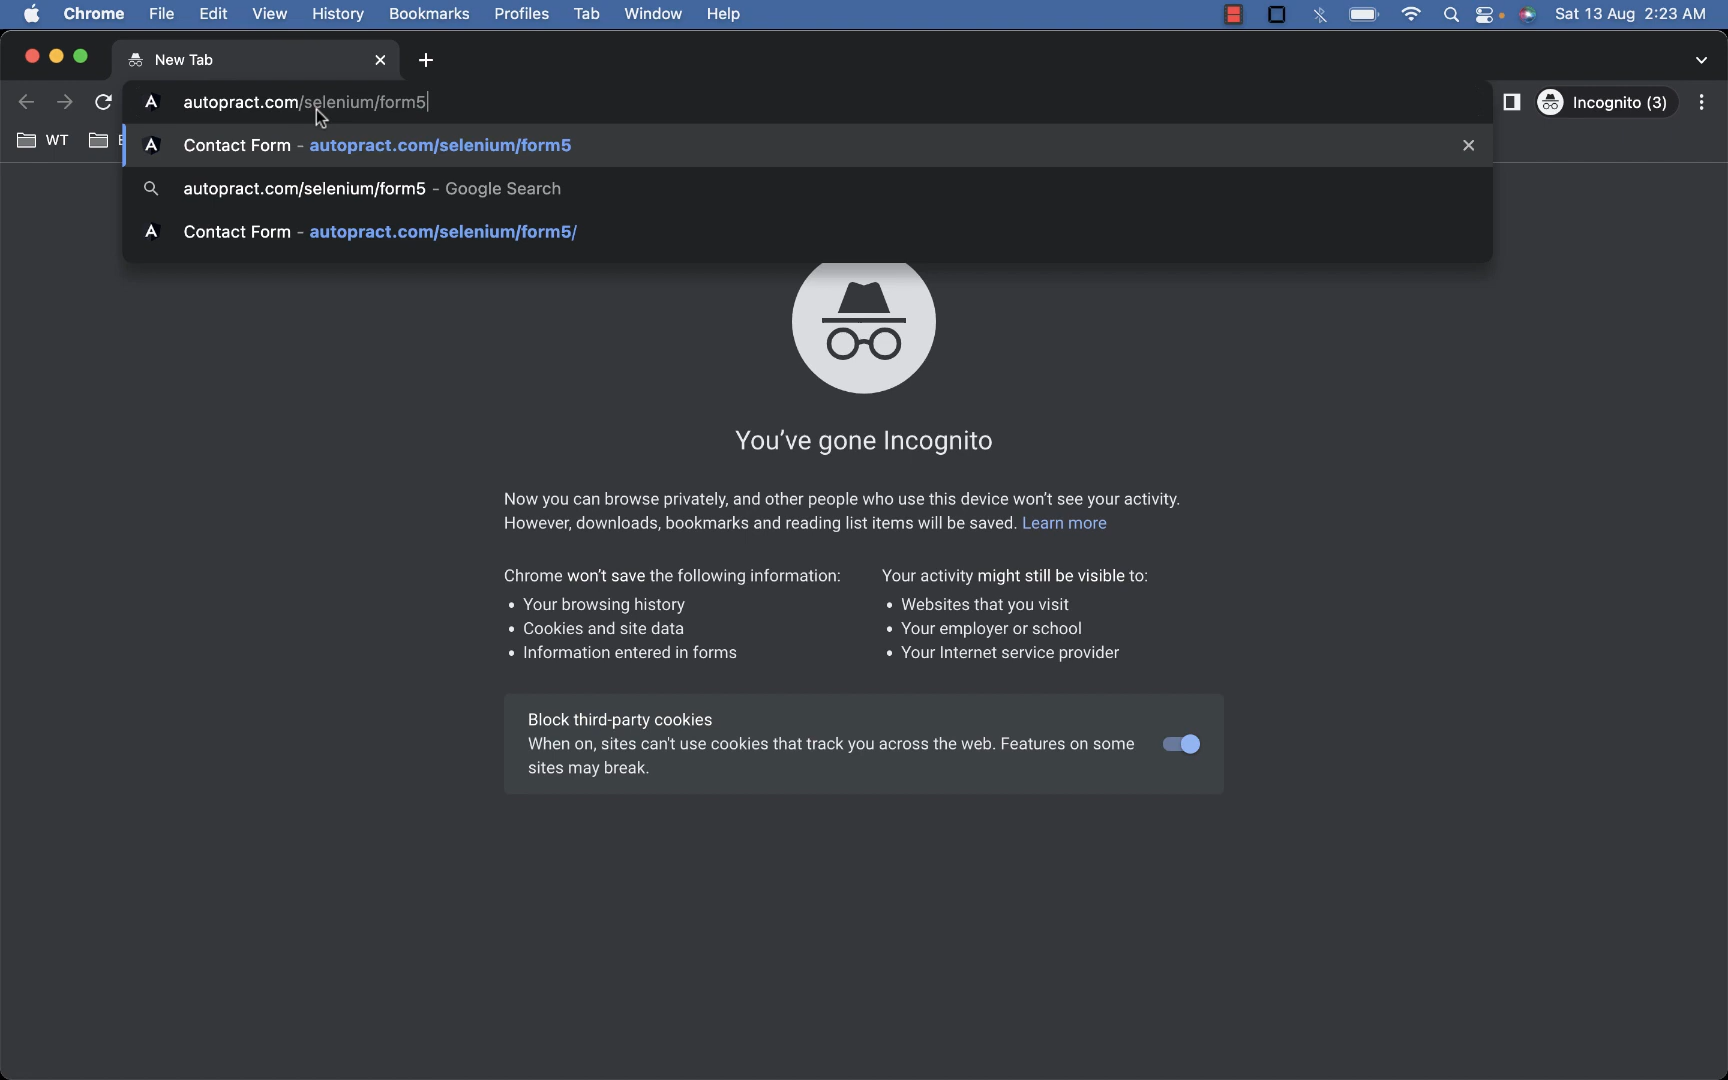 Chrome File Edit View History Bookmarks Profiles Tab Window Help Sat 13 Aug 2:23 AM
New Tab
autopract.com/selenium/form5 Incognito (3)
WT
Contact Form - autopract.com/selenium/form5
autopract.com/selenium/form5 - Google Search
Contact Form - autopract.com/selenium/form5/
You've gone Incognito
Now you can browse privately, and other people who use this device won't see your activity.
However, downloads, bookmarks and reading list items will be saved. Learn more
Chrome won't save the following information:
• Your browsing history
• Cookies and site data
• Information entered in forms
Your activity might still be visible to:
• Websites that you visit
• Your employer or school
• Your Internet service provider
Block third-party cookies
When on, sites can't use cookies that track you across the web. Features on some
sites may break.